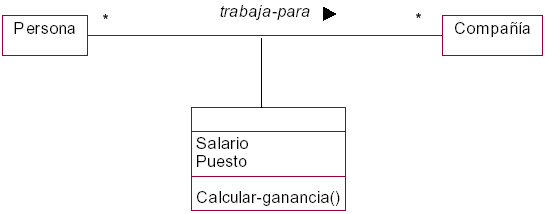 trabaja-para
* *
Persona Compañía
Salario
Puesto
Calcular-ganancia()